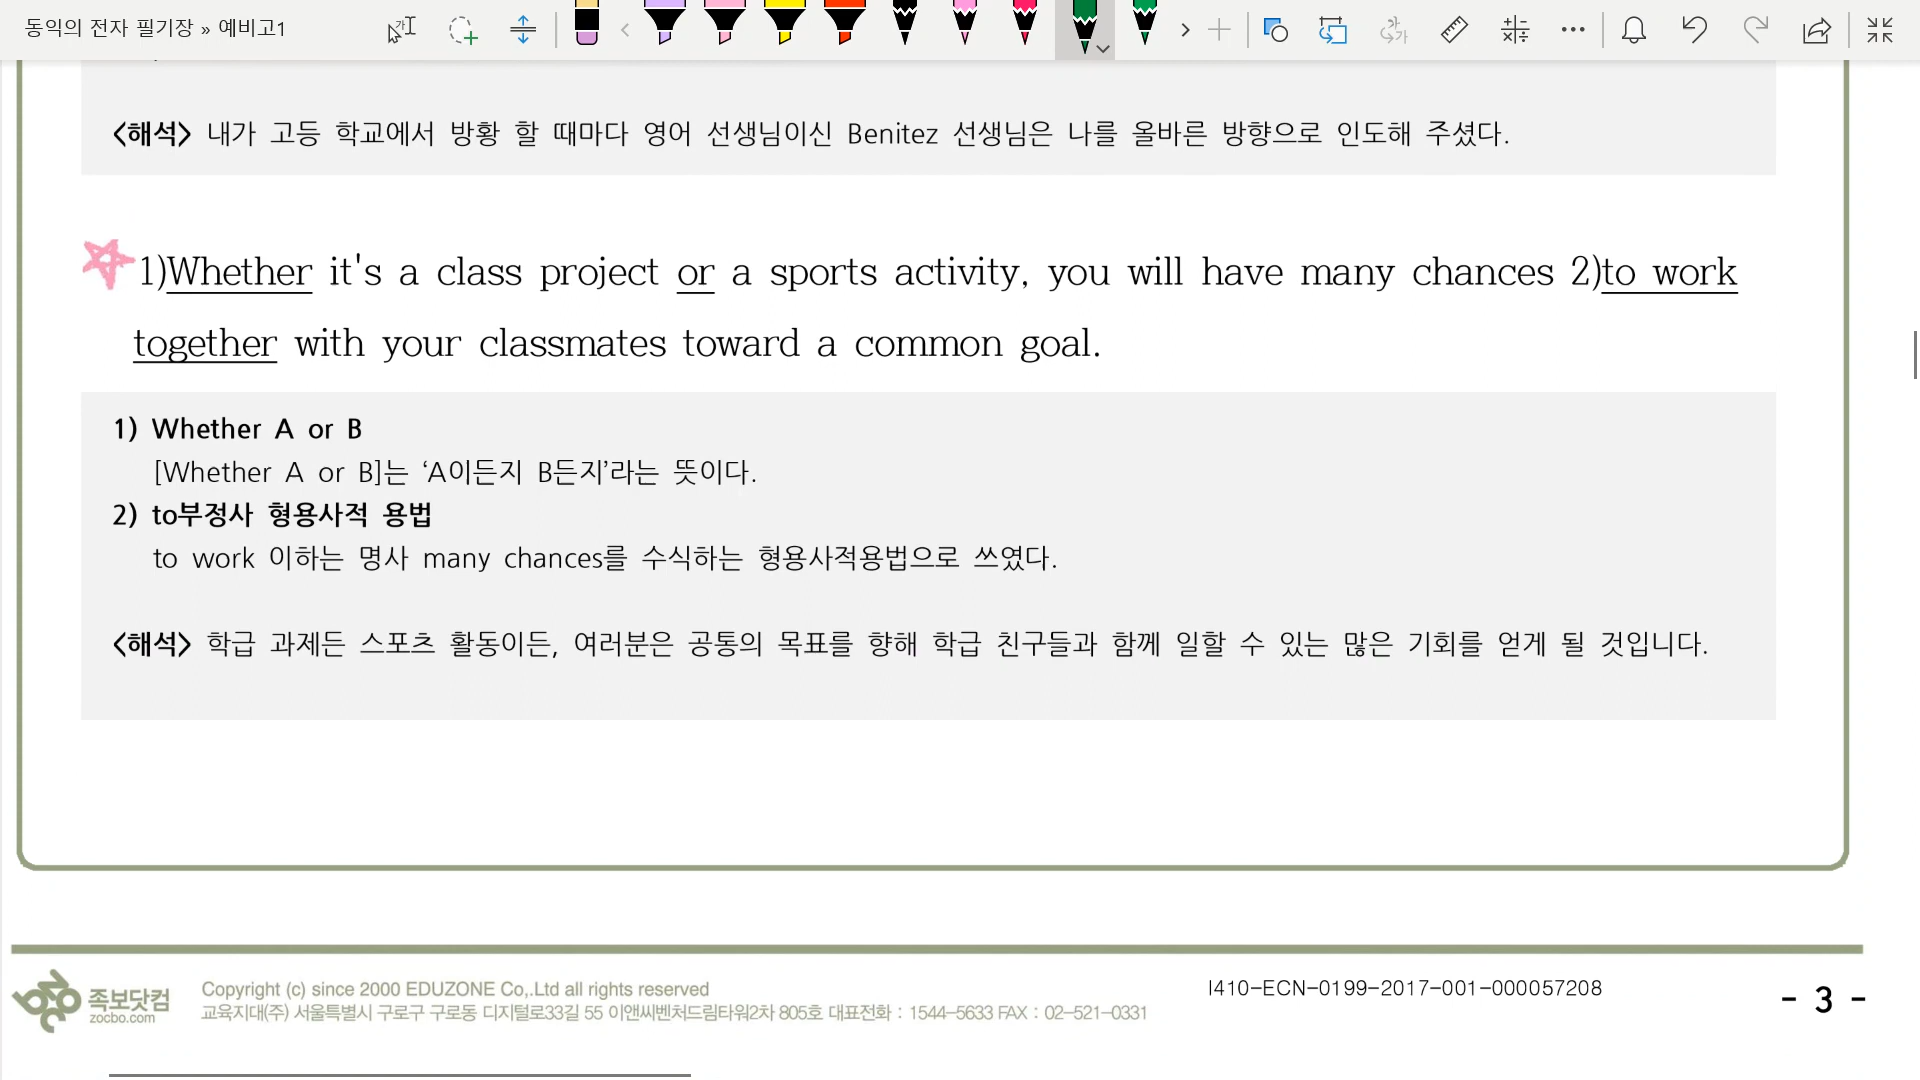 동익의 전자 필기장 » 예비고1
<해석> 내가 고등 학교에서 방황 할 때마다 영어 선생님이신 Benitez 선생님은 나를 올바른 방향으로 인도해 주셨다.
1)Whether it's a class project or a sports activity, you will have many chances 2)to work
together with your classmates toward a common goal.
1) Whether A or B
[Whether A or B]는 ‘A이든지 B든지’라는 뜻이다.
2) to부정사 형용사적 용법
to work 이하는 명사 many chances를 수식하는 형용사적용법으로 쓰였다.
<해석> 학급 과제든 스포츠 활동이든, 여러분은 공통의 목표를 향해 학급 친구들과 함께 일할 수 있는 많은 기회를 얻게 될 것입니다.
족보닷컴
zocbo.com
Copyright (c) since 2000 EDUZONE Co,.Ltd all rights reserved
교육지대(주) 서울특별시 구로구 구로동 디지털로33길 55 이앤씨벤처드림타워2차 805호 대표전화 : 1544-5633 FAX : 02-521-0331
I410-ECN-0199-2017-001-000057208
- 3 -